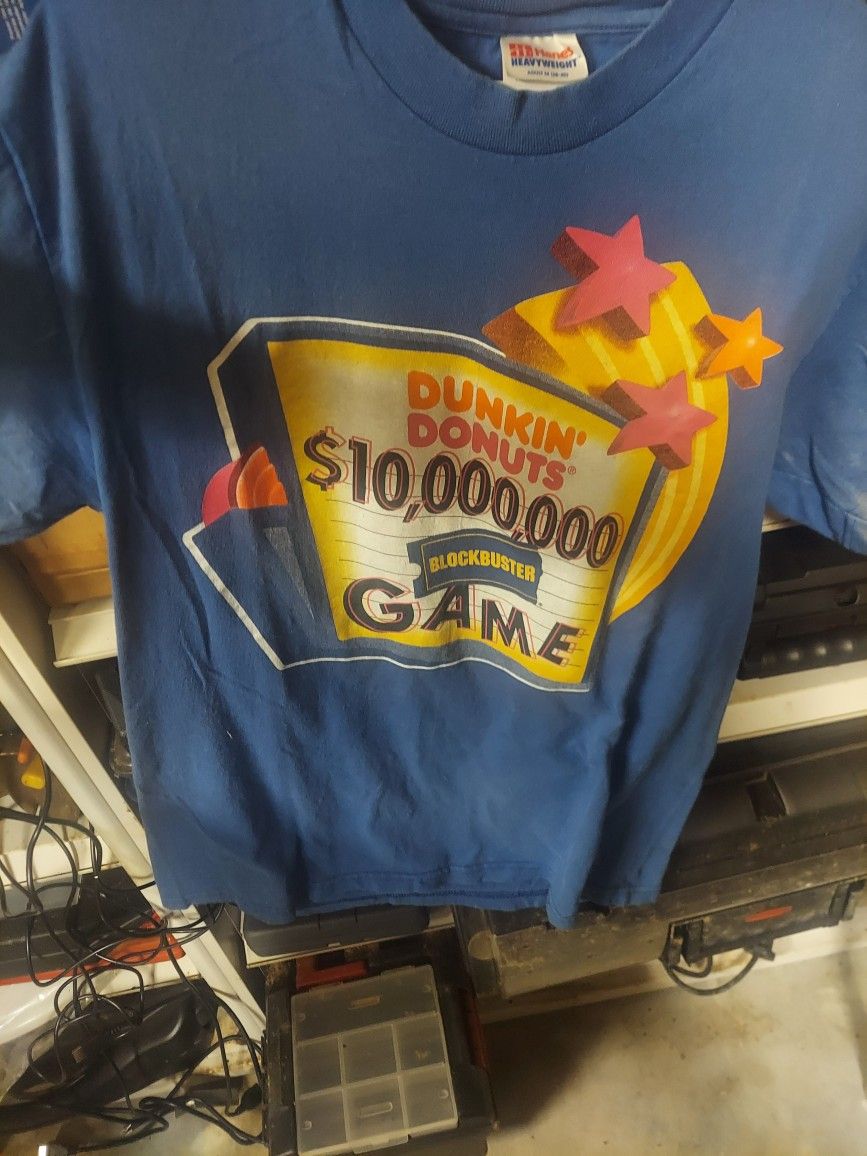 Hanes
HEAVYWEIGHT
DUNKIN'
DONUTS®
$10,000,000
BLOCKBUSTER
GAME